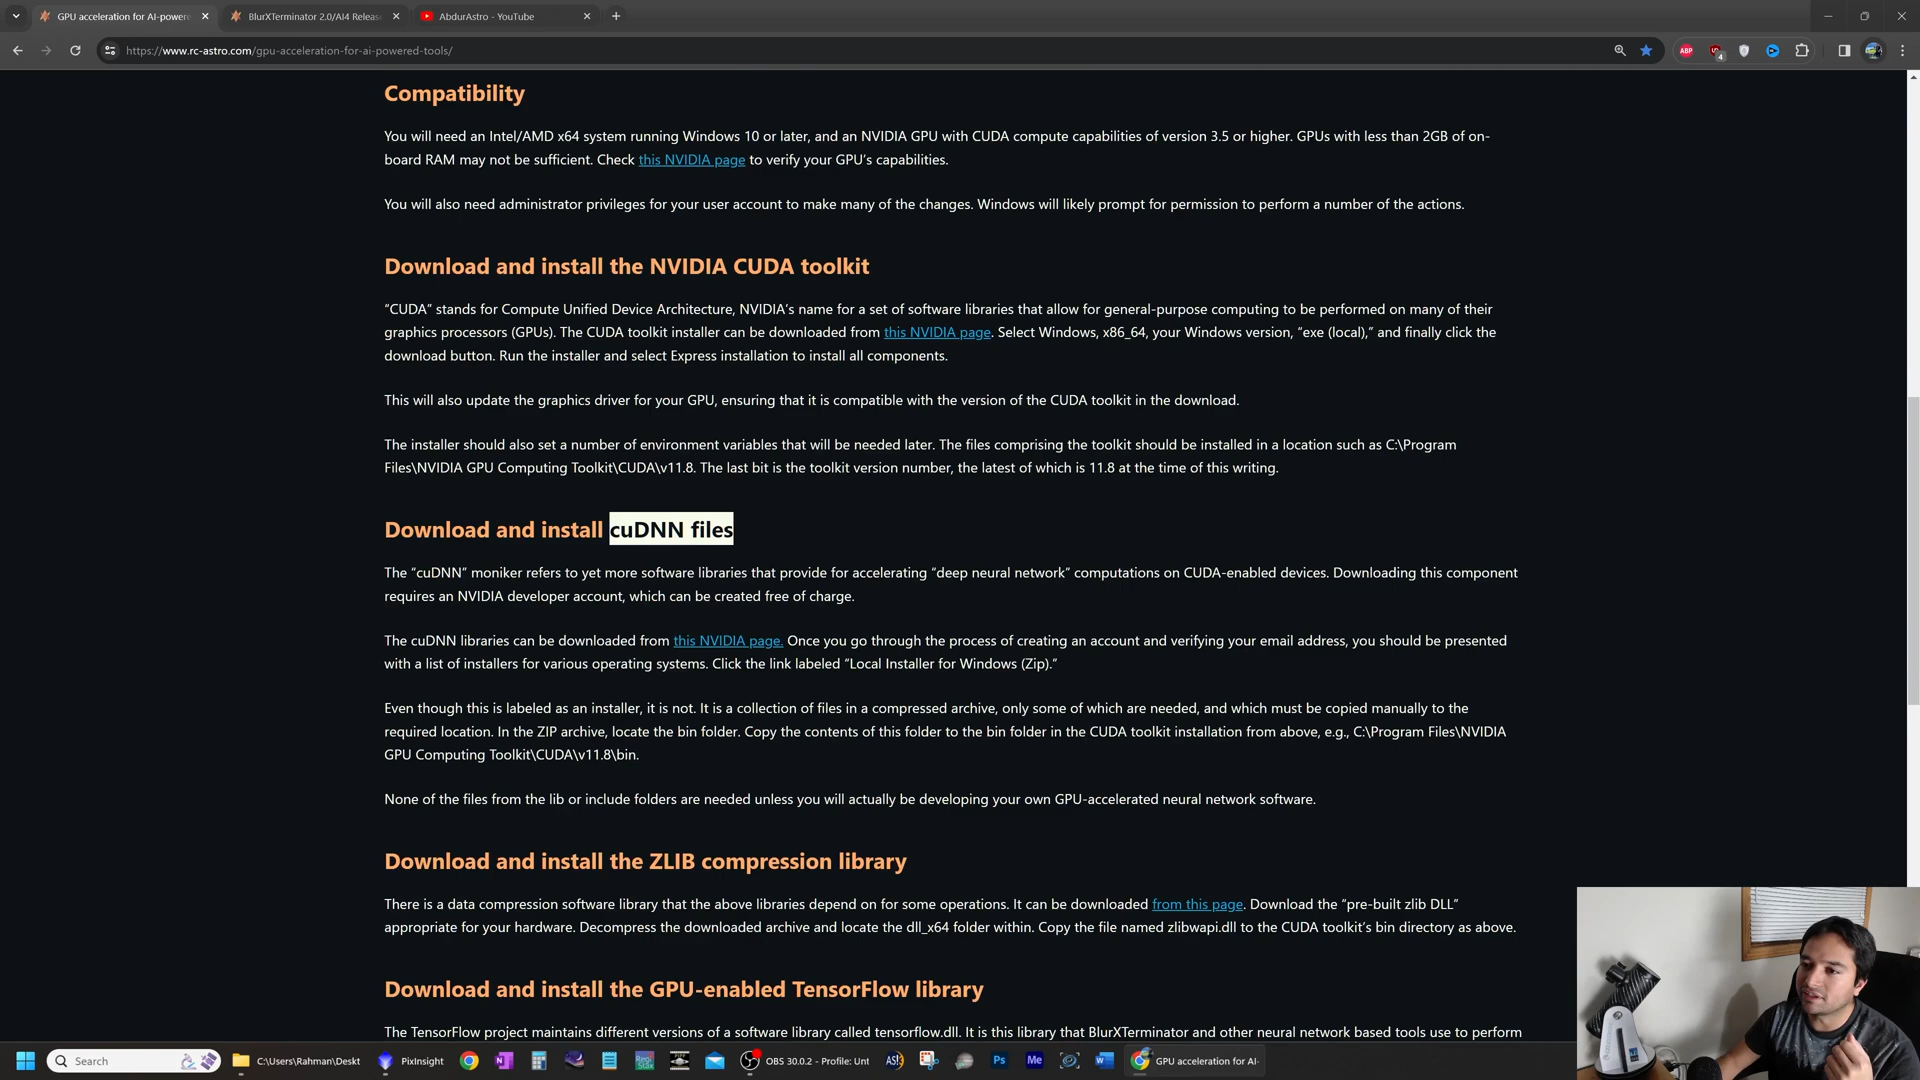 GPU acceleration for AI-powere
BlurXTerminator 2.0/AI4 Releas
AbdurAstro - YouTube
https://www.rc-astro.com/gpu-acceleration-for-ai-powered-tools/
ABP
4
Compatibility
You will need an Intel/AMD x64 system running Windows 10 or later, and an NVIDIA GPU with CUDA compute capabilities of version 3.5 or higher. GPUs with less than 2GB of on-
board RAM may not be sufficient. Check this NVIDIA page to verify your GPU's capabilities.
You will also need administrator privileges for your user account to make many of the changes. Windows will likely prompt for permission to perform a number of the actions.
Download and install the NVIDIA CUDA toolkit
“CUDA” stands for Compute Unified Device Architecture, NVIDIA's name for a set of software libraries that allow for general-purpose computing to be performed on many of their
graphics processors (GPUs). The CUDA toolkit installer can be downloaded from this NVIDIA page. Select Windows, x86_64, your Windows version, “exe (local),” and finally click the
download button. Run the installer and select Express installation to install all components.
This will also update the graphics driver for your GPU, ensuring that it is compatible with the version of the CUDA toolkit in the download.
The installer should also set a number of environment variables that will be needed later. The files comprising the toolkit should be installed in a location such as C:\Program
Files\NVIDIA GPU Computing Toolkit\CUDA\v11.8. The last bit is the toolkit version number, the latest of which is 11.8 at the time of this writing.
Download and install cuDNN files
The “cuDNN” moniker refers to yet more software libraries that provide for accelerating “deep neural network” computations on CUDA-enabled devices. Downloading this component
requires an NVIDIA developer account, which can be created free of charge.
The cuDNN libraries can be downloaded from this NVIDIA page. Once you go through the process of creating an account and verifying your email address, you should be presented
with a list of installers for various operating systems. Click the link labeled “Local Installer for Windows (Zip).”
Even though this is labeled as an installer, it is not. It is a collection of files in a compressed archive, only some of which are needed, and which must be copied manually to the
required location. In the ZIP archive, locate the bin folder. Copy the contents of this folder to the bin folder in the CUDA toolkit installation from above, e.g., C:\Program Files\NVIDIA
GPU Computing Toolkit\CUDA\v11.8\bin.
None of the files from the lib or include folders are needed unless you will actually be developing your own GPU-accelerated neural network software.
Download and install the ZLIB compression library
There is a data compression software library that the above libraries depend on for some operations. It can be downloaded from this page. Download the “pre-built zlib DLL”
appropriate for your hardware. Decompress the downloaded archive and locate the dll_x64 folder within. Copy the file named zlibwapi.dll to the CUDA toolkit's bin directory as above.
Download and install the GPU-enabled TensorFlow library
The TensorFlow project maintains different versions of a software library called tensorflow.dll. It is this library that BlurXTerminator and other neural network based tools use to perform
Search
C:\Users\Rahman\Deskt
PixInsight
OBS 30.0.2 - Profile: Unt
Ps
Me
GPU acceleration for AI-